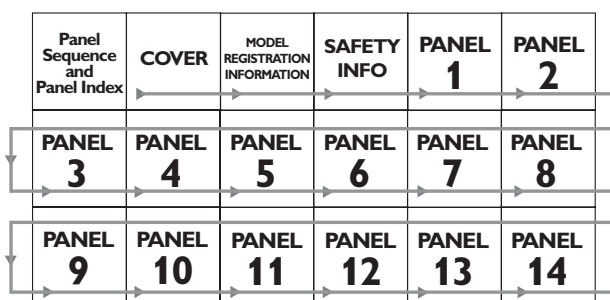 Panel
Sequence
and
Panel Index
COVER
MODEL
REGISTRATION
INFORMATION
SAFETY
INFO
PANEL
1
PANEL
2
PANEL
3
PANEL
4
PANEL
5
PANEL
6
PANEL
7
PANEL
8
PANEL
9
PANEL
10
PANEL
11
PANEL
12
PANEL
13
PANEL
14